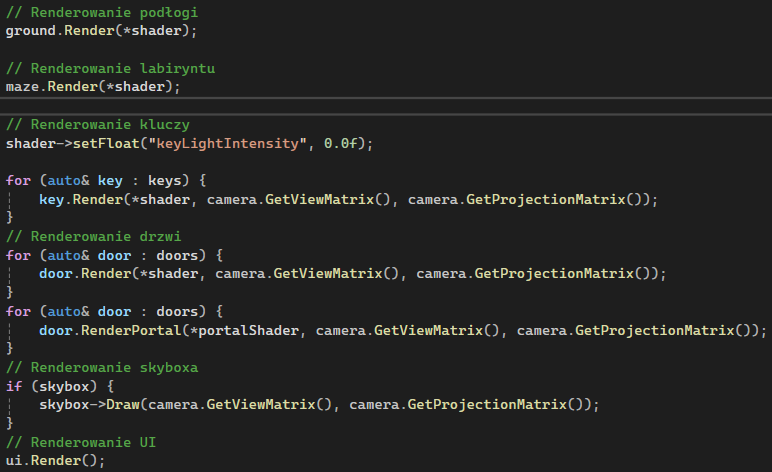 // Renderowanie podłogi
ground.Render(*shader);
// Renderowanie labiryntu
maze.Render(*shader);
// Renderowanie kluczy
shader->setFloat("keyLightIntensity", 0.0f);
for (auto& key : keys) {
key.Render(*shader, camera.GetViewMatrix(), camera.GetProjectionMatrix());
}
// Renderowanie drzwi
for (auto& door : doors) {
door.Render(*shader, camera.GetViewMatrix(), camera.GetProjectionMatrix());
}
for (auto& door : doors) {
door.RenderPortal(*portalShader, camera.GetViewMatrix(), camera.GetProjectionMatrix());
}
// Renderowanie skyboxa
if (skybox) {
skybox->Draw(camera.GetViewMatrix(), camera.GetProjectionMatrix());
}
// Renderowanie UI
ui.Render();